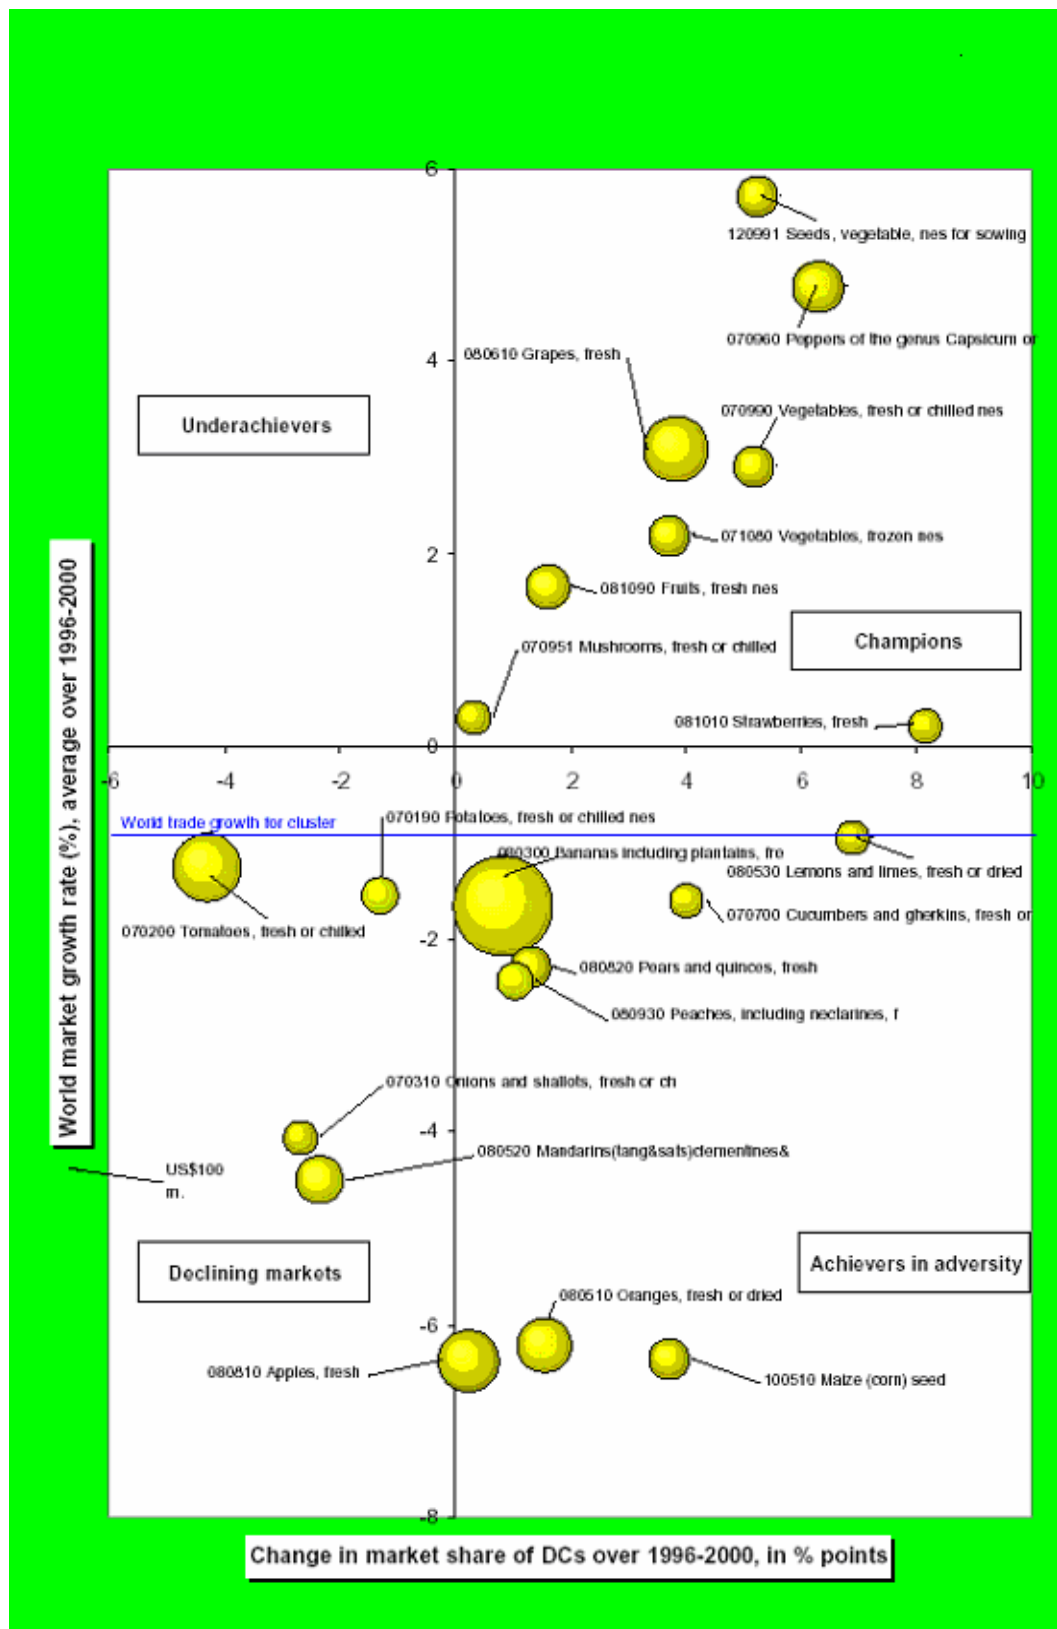 6
120991 Seeds, vegetable, nes for sowing
070960 Peppers of the genus Capsicum or
080610 Grapes, fresh
4
070990 Vegetables, fresh or chilled nes
Underachievers
071080 Vegetables, frozen nes
2
081090 Fruits, fresh nes
Champions
070951 Mushrooms, fresh or chilled
081010 Strawberries, fresh
0
-6
-4
-2
0
2
4
6
8
10
070190 Potatoes, fresh or chilled nes
World trade growth for cluster
080300 Bananas including plantains, fre
080530 Lemons and limes, fresh or dried
070700 Cucumbers and gherkins, fresh or
070200 Tomatoes, fresh or chilled
-2
080820 Pears and quinces, fresh
080930 Peaches, including nectarines, f
World market growth rate (%), average over 1996-2000
070310 Onions and shallots, fresh or ch
-4
080520 Mandarins(tang&sats)clementines&
US$100
m.
Achievers in adversity
Declining markets
080510 Oranges, fresh or dried
-6
080810 Apples, fresh
100510 Maize (corn) seed
-8
Change in market share of DCs over 1996-2000, in % points